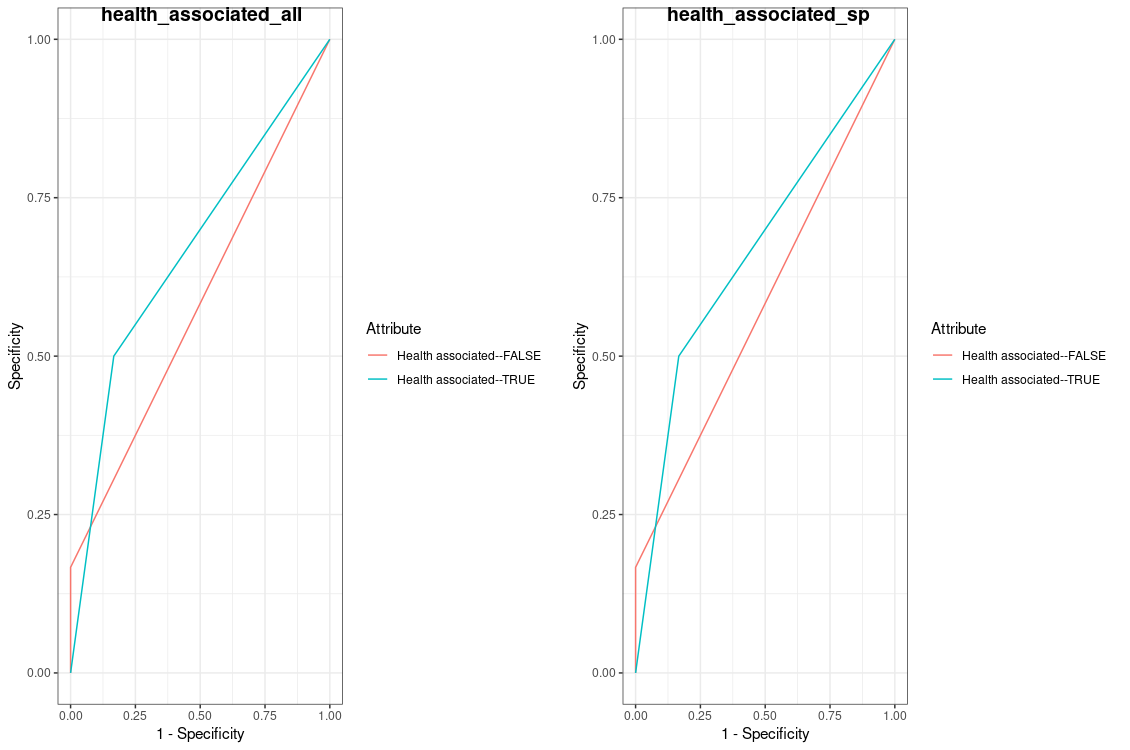 health_associated_all
Specificity
1.00
0.75
0.50
0.25
0.00
0.00 0.25 0.50 0.75 1.00
1 - Specificity
Attribute
Health associated--FALSE
Health associated--TRUE
health_associated_sp
Specificity
1.00
0.75
0.50
0.25
0.00
0.00 0.25 0.50 0.75 1.00
1 - Specificity
Attribute
Health associated--FALSE
Health associated--TRUE